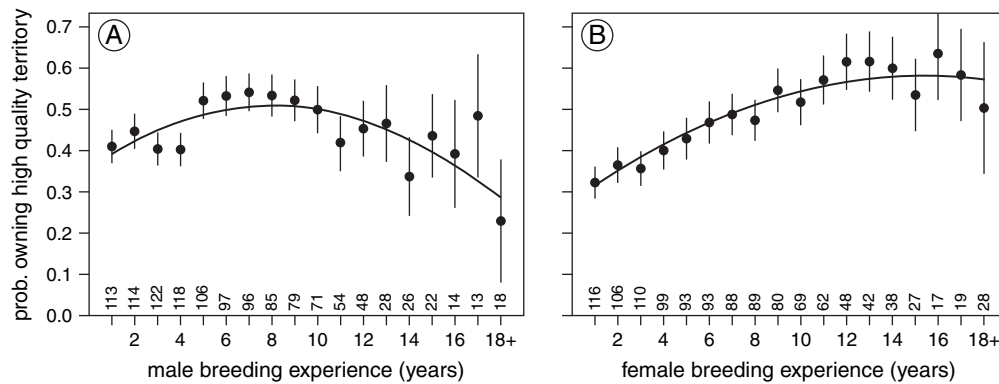 A
B
prob. owning high quality territory
0.7
0.6
0.5
0.4
0.3
0.2
0.1
0.0
113 114 122 118 106 97 96 85 79 71 54 48 28 26 22 14 13 18
116 106 110 99 93 93 88 89 80 69 62 48 42 38 27 17 19 28
2 4 6 8 10 12 14 16 18+
2 4 6 8 10 12 14 16 18+
male breeding experience (years)
female breeding experience (years)